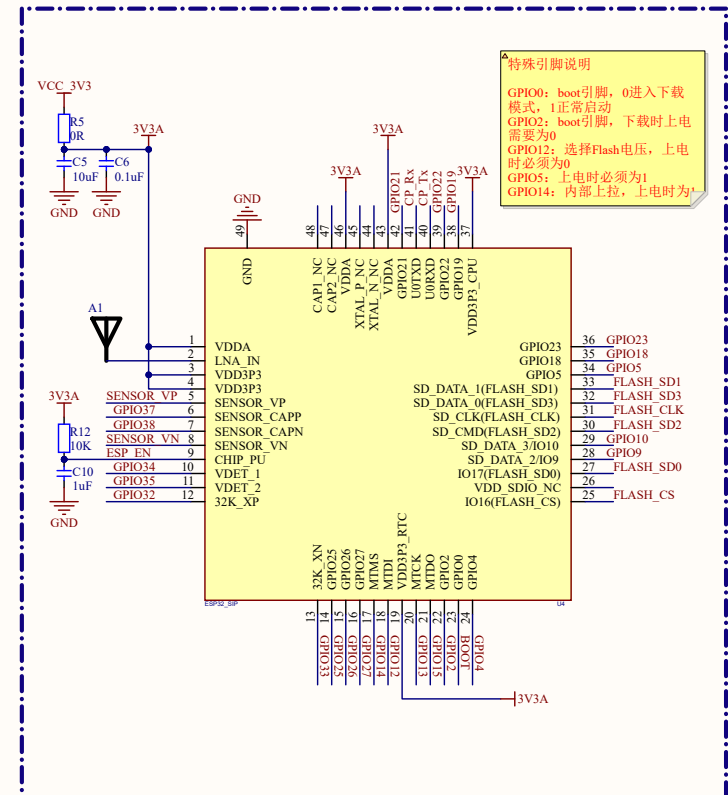 特殊引脚说明
GPIO0：boot引脚，0进入下载
模式，1正常启动
GPIO2：boot引脚，下载时上电
需要为0
GPIO12：选择Flash电压，上电
时必须为0
GPIO5：上电时必须为1
GPIO14：内部上拉，上电时为1
VCC_3V3
R5
0R
3V3A
C5
10uF
C6
0.1uF
GND
GND
GND
3V3A
3V3A
3V3A
GPIO21
CP_Rx
CP_Tx
GPIO22
GPIO19
49
48
47
46
45
44
43
42
41
40
39
38
37
GND
CAP1_NC
CAP2_NC
VDDA
XTAL_P_NC
XTAL_N_NC
VDDA
GPIO21
U0TXD
U0RXD
GPIO22
GPIO19
VDD3P3_CPU
A1
1 VDDA
2 LNA_IN
3 VDD3P3
4 VDD3P3
SENSOR_VP 5 SENSOR_VP
GPIO37 6 SENSOR_CAPP
GPIO38 7 SENSOR_CAPN
SENSOR_VN 8 SENSOR_VN
ESP_EN 9 CHIP_PU
GPIO34 10 VDET_1
GPIO35 11 VDET_2
GPIO32 12 32K_XP
3V3A
R12
10K
C10
1uF
GND
GPIO23 36 GPIO23
GPIO18 35 GPIO18
GPIO5 34 GPIO5
SD_DATA_1(FLASH_SD1) 33 FLASH_SD1
SD_DATA_0(FLASH_SD3) 32 FLASH_SD3
SD_CLK(FLASH_CLK) 31 FLASH_CLK
SD_CMD(FLASH_SD2) 30 FLASH_SD2
SD_DATA_3/IO10 29 GPIO10
SD_DATA_2/IO9 28 GPIO9
IO17(FLASH_SD0) 27 FLASH_SD0
VDD_SDIO_NC 26
IO16(FLASH_CS) 25 FLASH_CS
32K_XN
GPIO25
GPIO26
GPIO27
MTMS
MTDI
VDD3P3_RTC
MTCK
MTDO
GPIO2
GPIO0
GPIO4
ESP32_SIP
U4
13
14
15
16
17
18
19
20
21
22
23
24
GPIO33
GPIO25
GPIO26
GPIO27
GPIO14
GPIO12
GPIO13
GPIO15
GPIO2
BOOT
GPIO4
3V3A